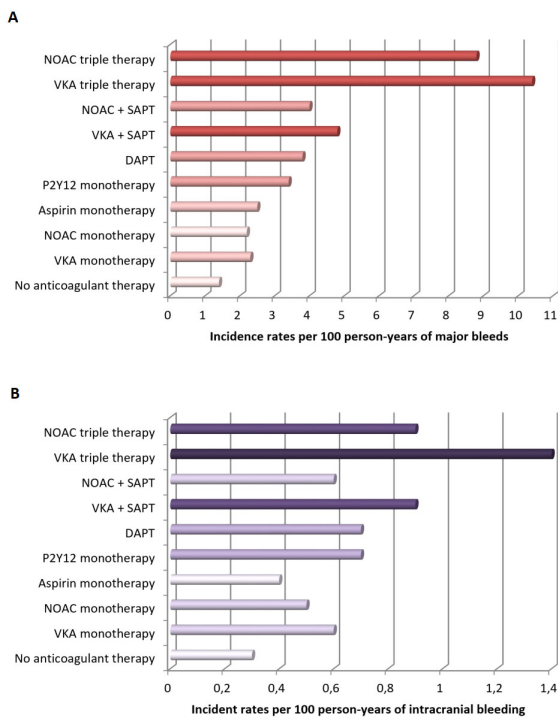 A
NOAC triple therapy
VKA triple therapy
NOAC + SAPT
VKA + SAPT
DAPT
P2Y12 monotherapy
Aspirin monotherapy
NOAC monotherapy
VKA monotherapy
No anticoagulant therapy
0 1 2 3 4 5 6 7 8 9 10 11
Incidence rates per 100 person-years of major bleeds
B
NOAC triple therapy
VKA triple therapy
NOAC + SAPT
VKA + SAPT
DAPT
P2Y12 monotherapy
Aspirin monotherapy
NOAC monotherapy
VKA monotherapy
No anticoagulant therapy
0 0,2 0,4 0,6 0,8 1 1,2 1,4
Incident rates per 100 person-years of intracranial bleeding